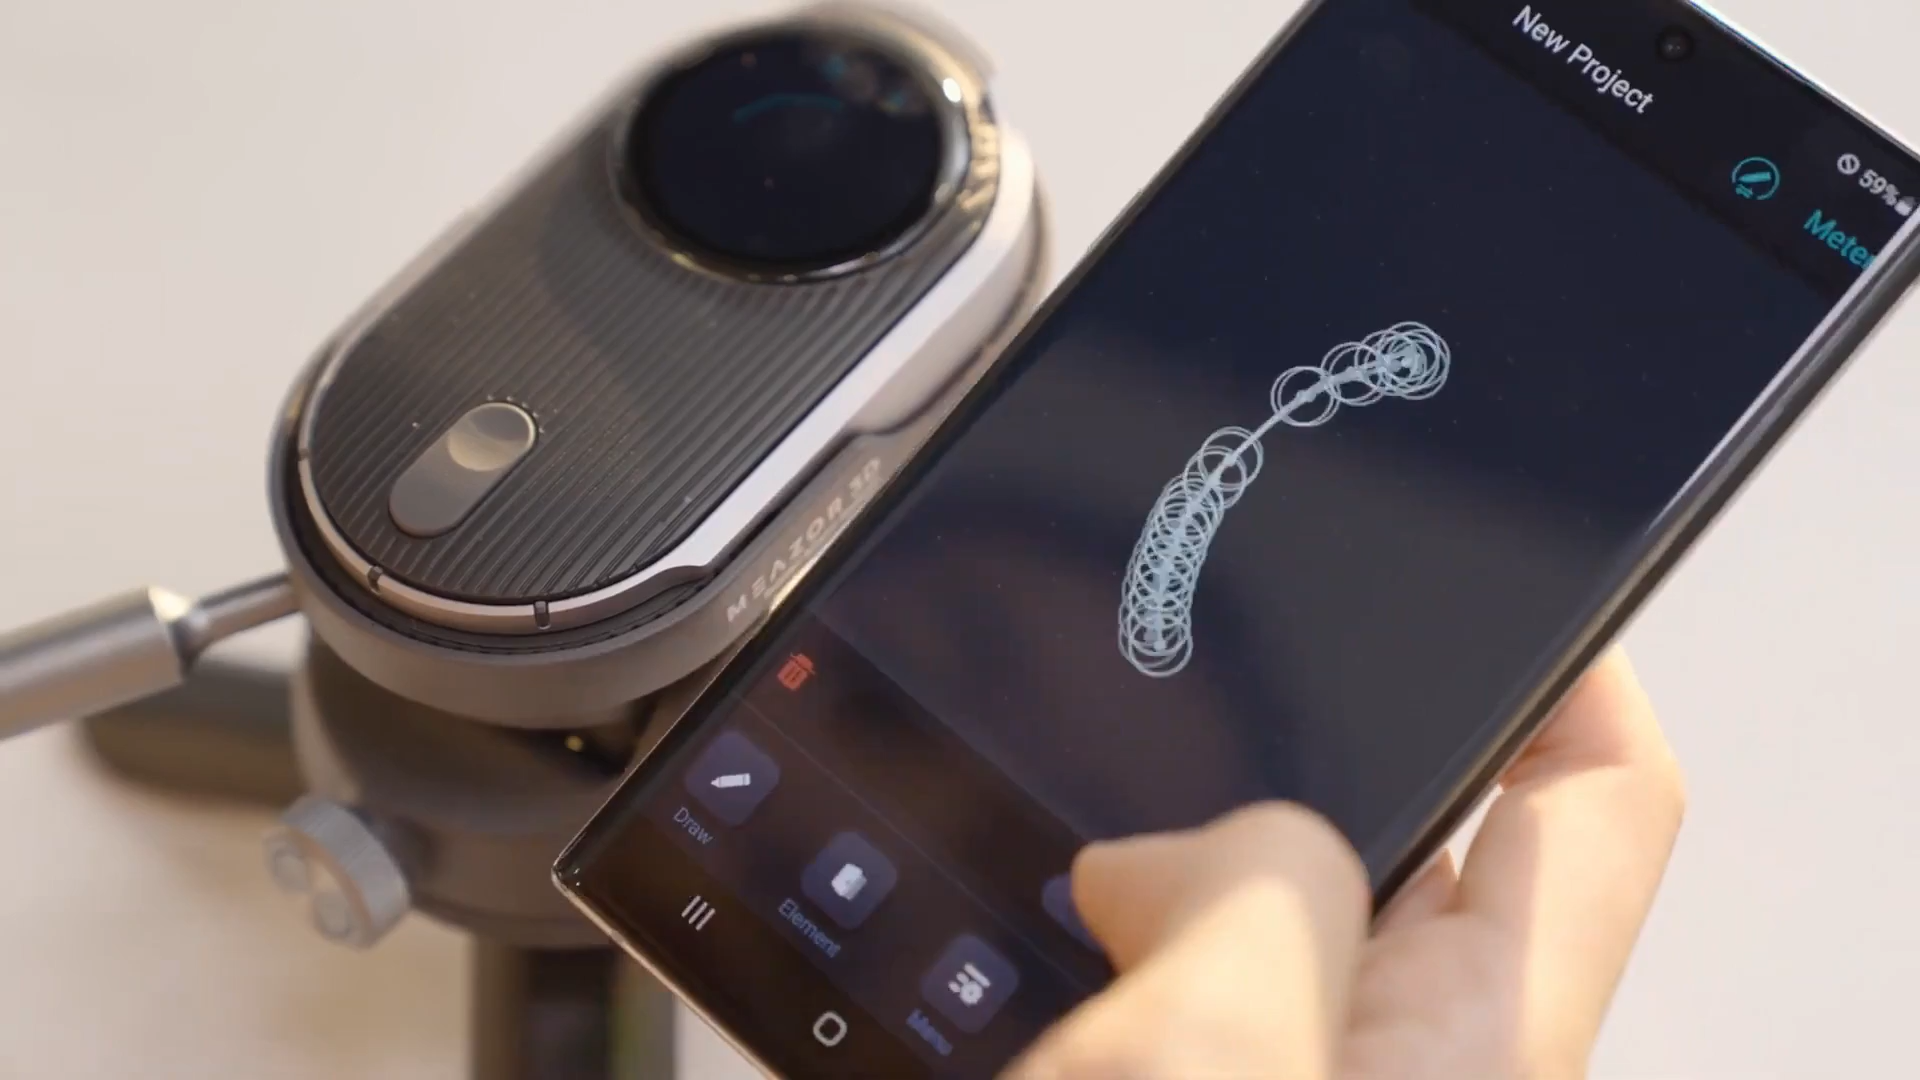 New Project
59%
Meter
MEAZOR 3D
Draw
Element
Menu